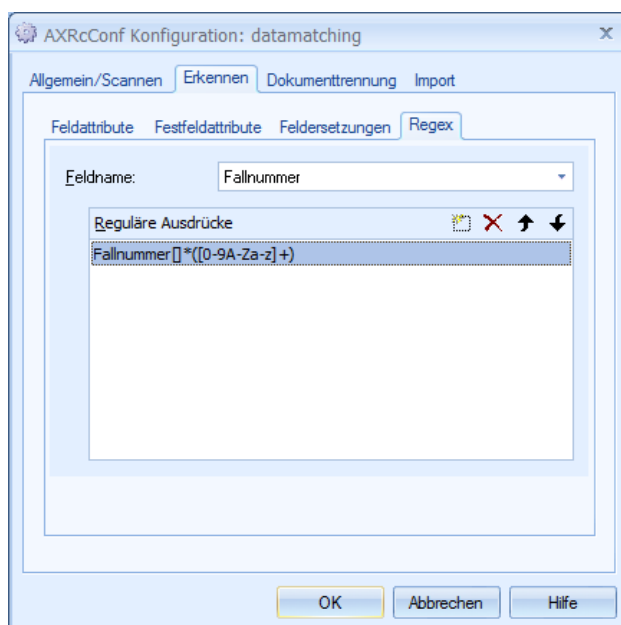 AXRcConf Konfiguration: datamatching
Allgemein/Scannen Erkennen Dokumenttrennung Import
Feldattribute Festfeldattribute Feldersetzungen Regex
Feldname: Fallnummer
Reguläre Ausdrücke
Fallnummer[]*([0-9A-Za-z]+)
OK Abbrechen Hilfe